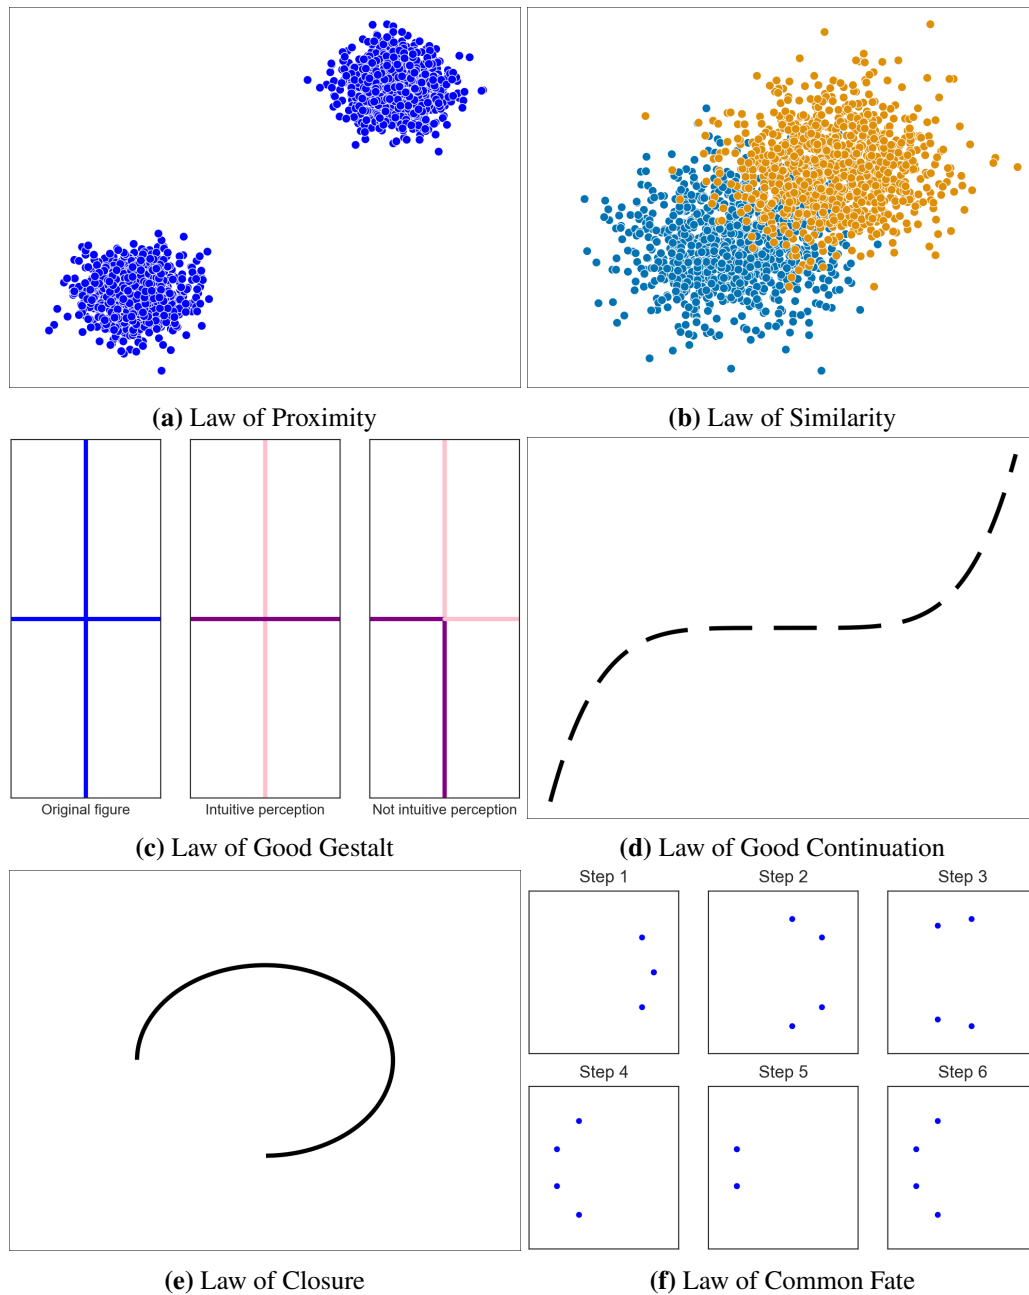 (a) Law of Proximity
(b) Law of Similarity
Original figure
Intuitive perception
Not intuitive perception
(c) Law of Good Gestalt
(d) Law of Good Continuation
Step 1
Step 2
Step 3
Step 4
Step 5
Step 6
(e) Law of Closure
(f) Law of Common Fate